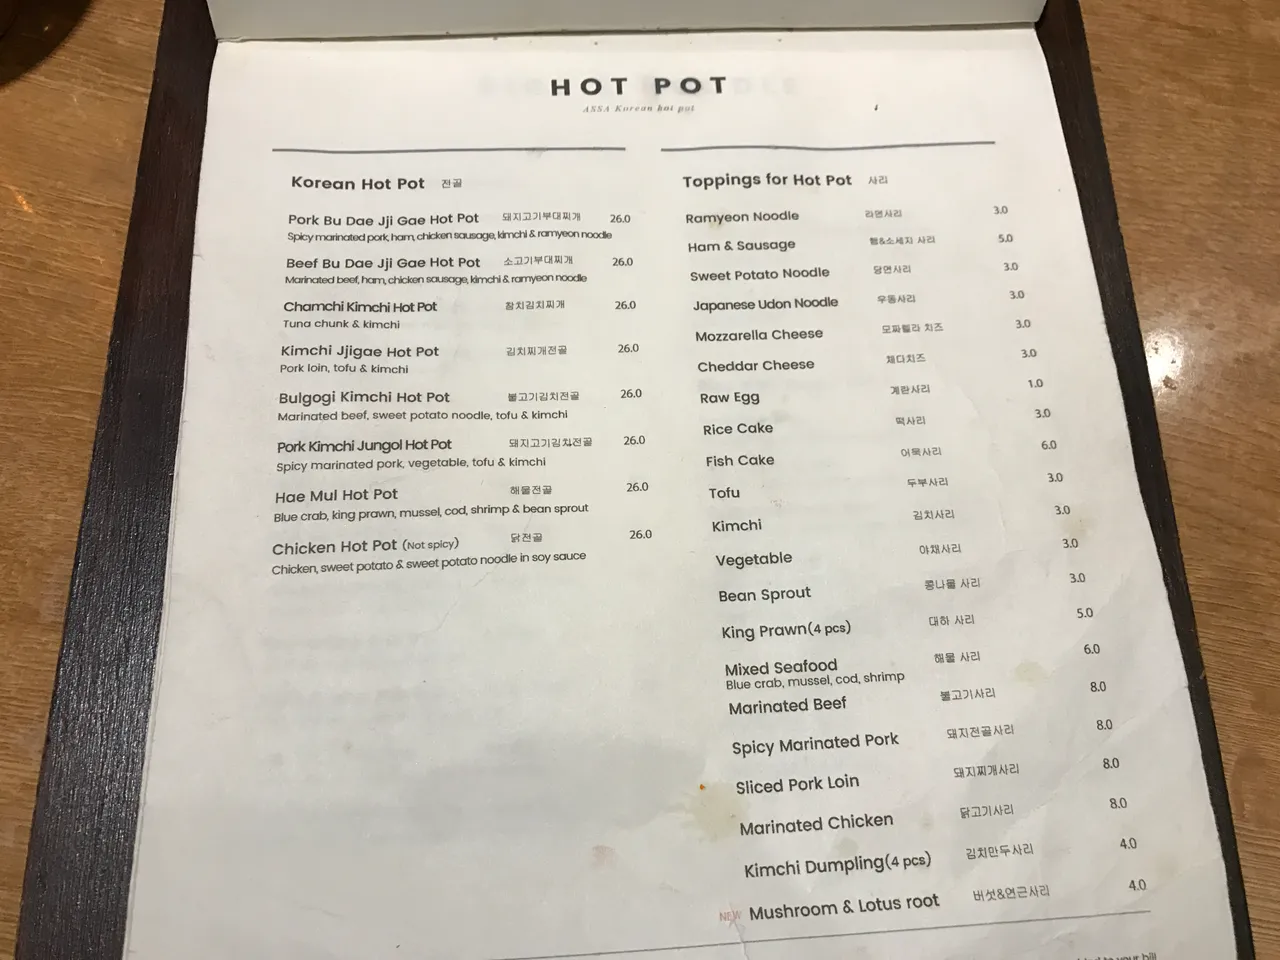 HOT POT
ASSA Korean hot pot
Korean Hot Pot 전골
Pork Bu Dae Jji Gae Hot Pot 돼지고기부대찌개 26.0
Spicy marinated pork, ham, chicken sausage, kimchi & ramyeon noodle
Beef Bu Dae Jji Gae Hot Pot 소고기부대찌개 26.0
Marinated beef, ham, chicken sausage, kimchi & ramyeon noodle
Chamchi Kimchi Hot Pot 참치김치찌개 26.0
Tuna chunk & kimchi
Kimchi Jjigae Hot Pot 김치찌개전골 26.0
Pork loin, tofu & kimchi
Bulgogi Kimchi Hot Pot 불고기김치전골 26.0
Marinated beef, sweet potato noodle, tofu & kimchi
Pork Kimchi Jungol Hot Pot 돼지고기김치전골 26.0
Spicy marinated pork, vegetable, tofu & kimchi
Hae Mul Hot Pot 해물전골 26.0
Blue crab, king prawn, mussel, cod, shrimp & bean sprout
Chicken Hot Pot (Not spicy) 닭전골 26.0
Chicken, sweet potato & sweet potato noodle in soy sauce
Toppings for Hot Pot 사리
Ramyeon Noodle 라면사리 3.0
Ham & Sausage 햄&소세지 사리 5.0
Sweet Potato Noodle 당면사리 3.0
Japanese Udon Noodle 우동사리 3.0
Mozzarella Cheese 모짜렐라 치즈 3.0
Cheddar Cheese 체다치즈 3.0
Raw Egg 계란사리 1.0
Rice Cake 떡사리 3.0
Fish Cake 어묵사리 6.0
Tofu 두부사리 3.0
Kimchi 김치사리 3.0
Vegetable 야채사리 3.0
Bean Sprout 콩나물 사리 3.0
King Prawn(4 pcs) 대하 사리 5.0
Mixed Seafood 해물 사리 6.0
Blue crab, mussel, cod, shrimp
Marinated Beef 불고기사리 8.0
Spicy Marinated Pork 돼지전골사리 8.0
Sliced Pork Loin 돼지찌개사리 8.0
Marinated Chicken 닭고기사리 8.0
Kimchi Dumpling(4 pcs) 김치만두사리 4.0
NEW Mushroom & Lotus root 버섯&연근사리 4.0
to your bill